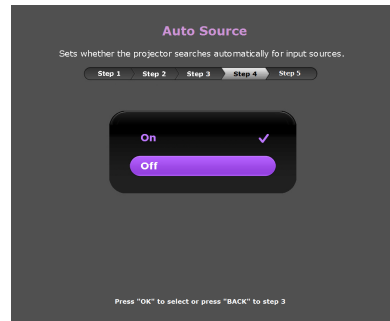 Auto Source
Sets whether the projector searches automatically for input sources.
Step 1 Step 2 Step 3 Step 4 Step 5
On
Off
Press "OK" to select or press "BACK" to step 3